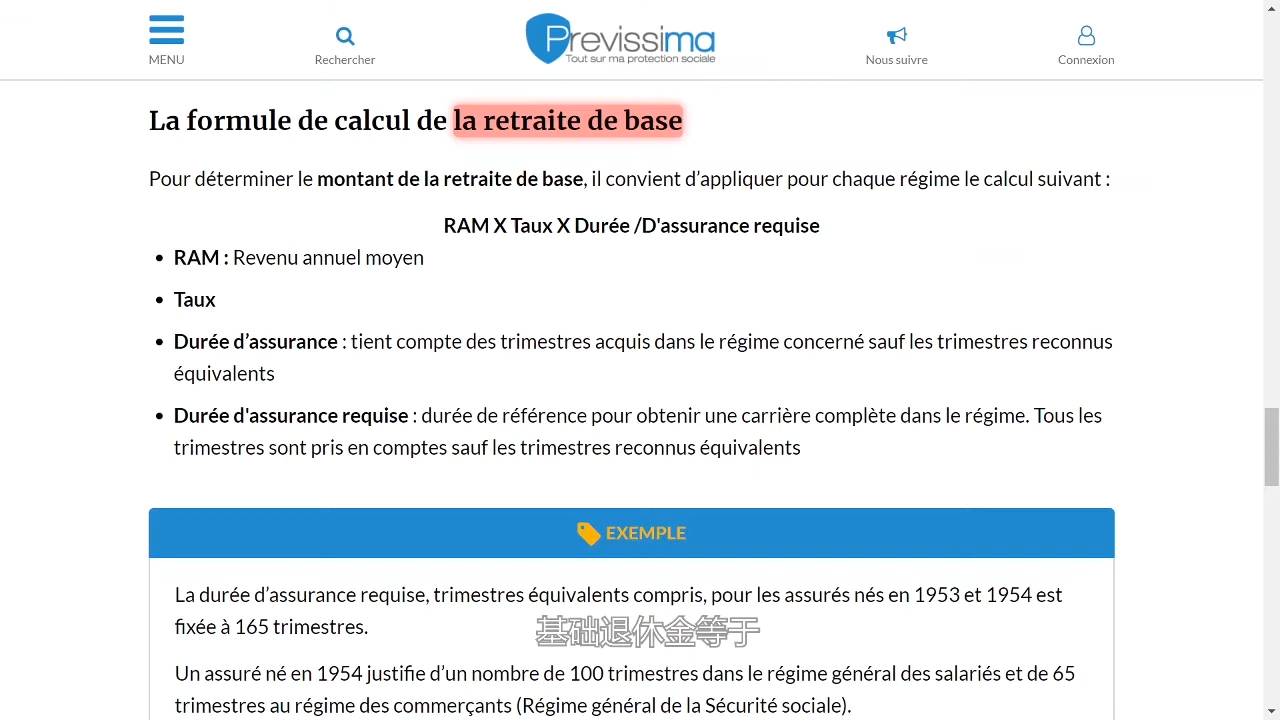 MENU
Rechercher
Previssima
Tout sur ma protection sociale
Nous suivre
Connexion
La formule de calcul de la retraite de base
Pour déterminer le montant de la retraite de base, il convient d’appliquer pour chaque régime le calcul suivant :
RAM X Taux X Durée /D'assurance requise
• RAM : Revenu annuel moyen
• Taux
• Durée d’assurance : tient compte des trimestres acquis dans le régime concerné sauf les trimestres reconnus
équivalents
• Durée d'assurance requise : durée de référence pour obtenir une carrière complète dans le régime. Tous les
trimestres sont pris en comptes sauf les trimestres reconnus équivalents
EXEMPLE
La durée d’assurance requise, trimestres équivalents compris, pour les assurés nés en 1953 et 1954 est
fixée à 165 trimestres.
基础退休金等于
Un assuré né en 1954 justifie d’un nombre de 100 trimestres dans le régime général des salariés et de 65
trimestres au régime des commerçants (Régime général de la Sécurité sociale).